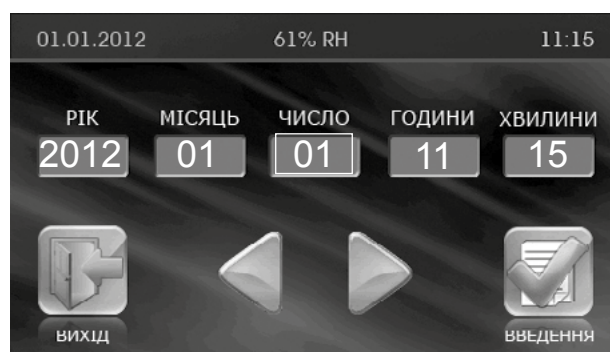 01.01.2012 61% RH 11:15
РІК МІСЯЦЬ ЧИСЛО ГОДИНИ ХВИЛИНИ
2012 01 01 11 15
ВИХІД ВВЕДЕННЯ